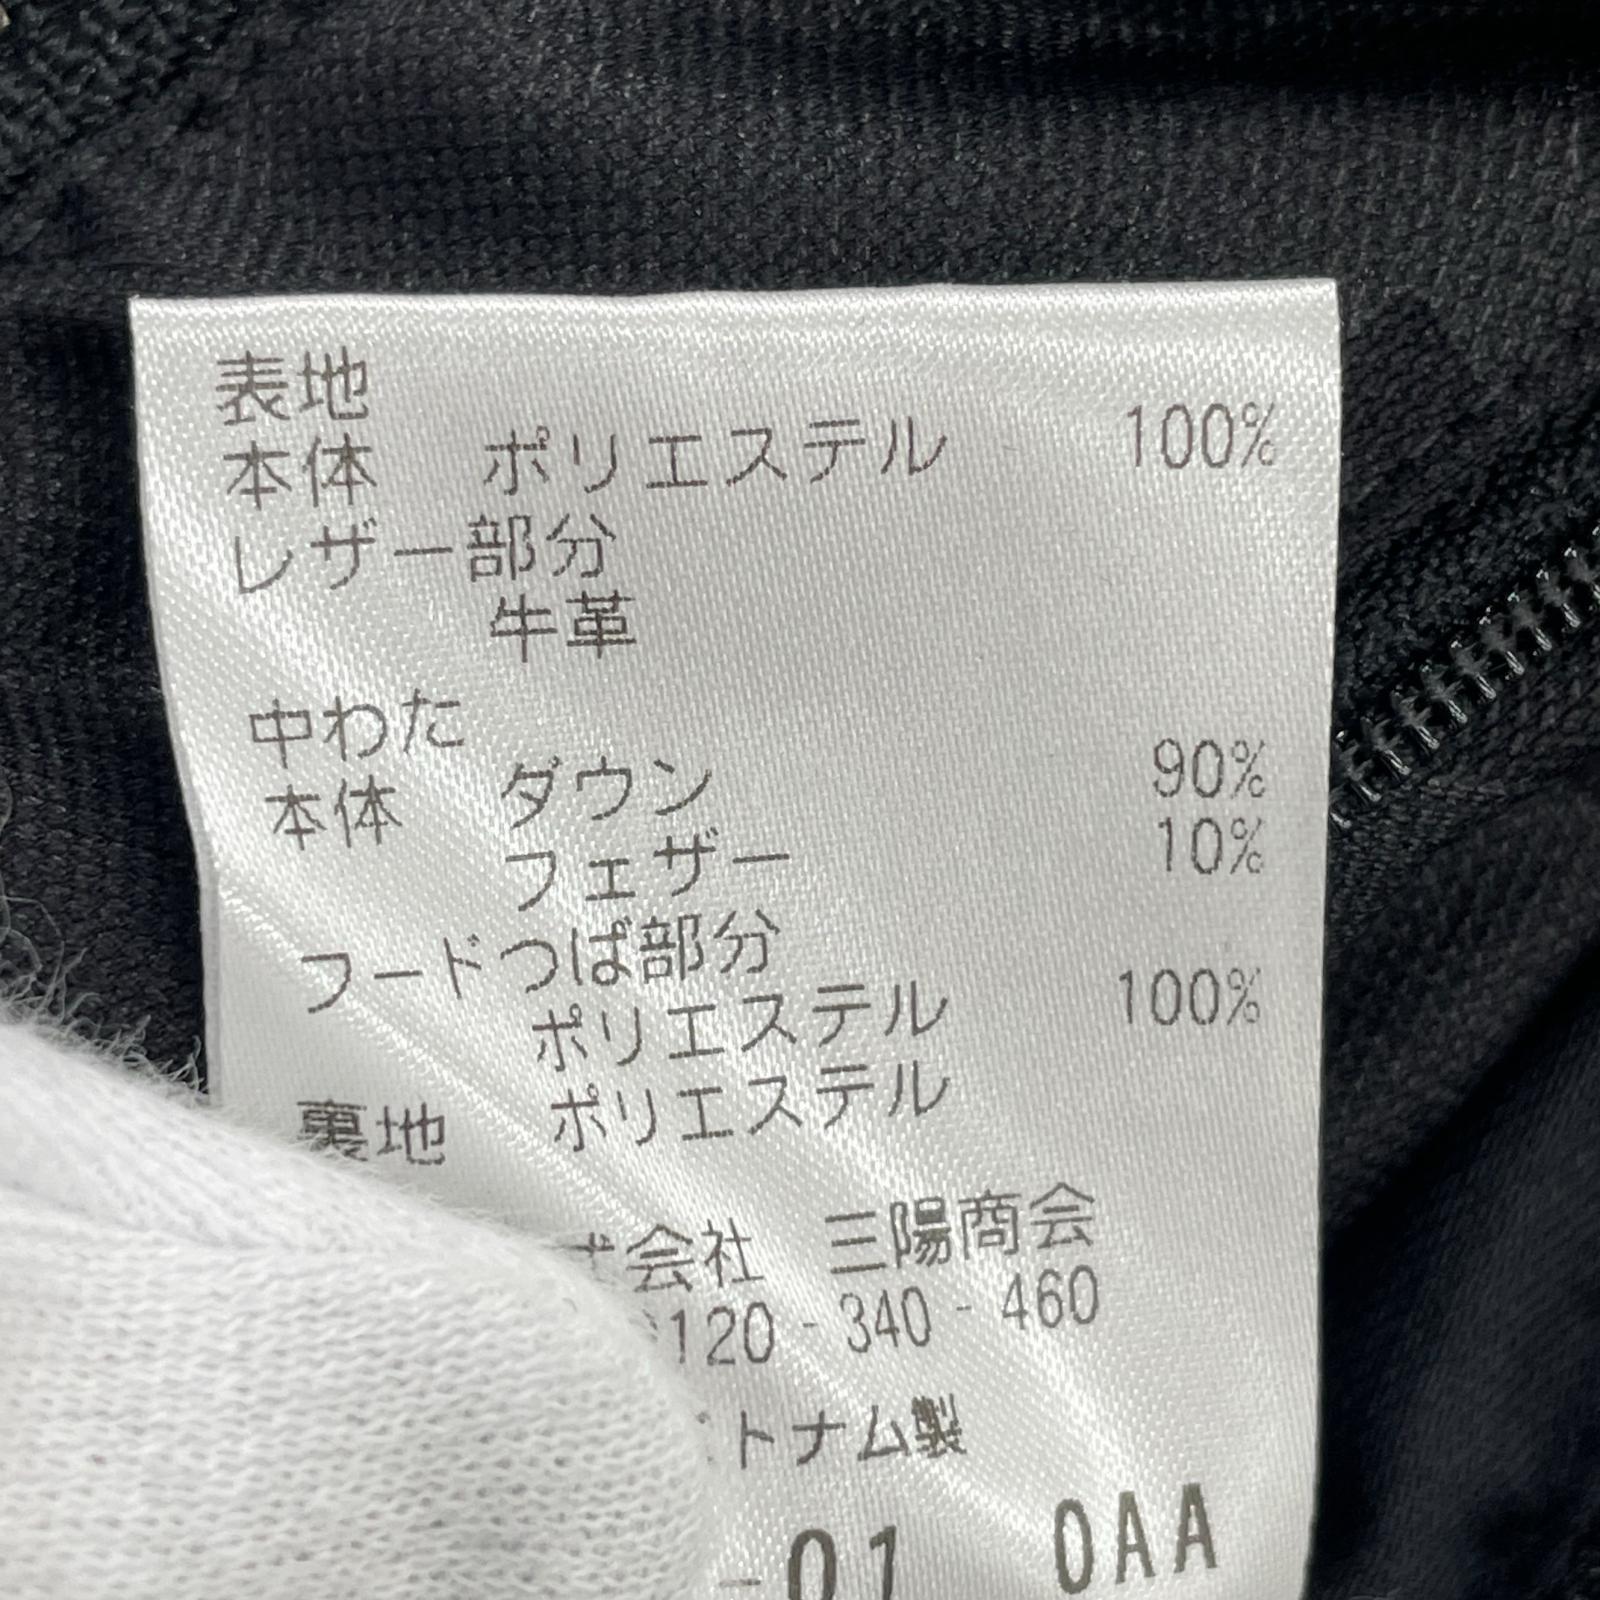 表地
本体 ポリエステル 100%
レザー部分
牛革
中わた
本体 ダウン 90%
フェザー 10%
フードつば部分
ポリエステル 100%
裏地 ポリエステル
会社 三陽商会
120-340-460
トナム製
-01 0AA